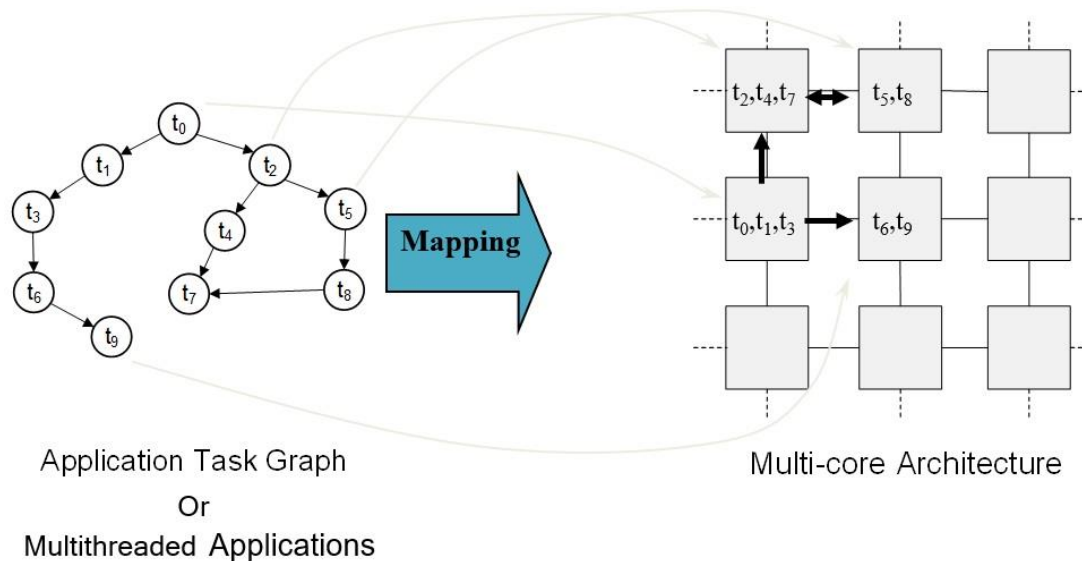 t₀
t₁
t₂
t₃
t₅
t₄
t₆
t₇
t₈
t₉
Application Task Graph
Or
Multithreaded Applications
Mapping
t₂,t₄,t₇
t₅,t₈
t₀,t₁,t₃
t₆,t₉
Multi-core Architecture